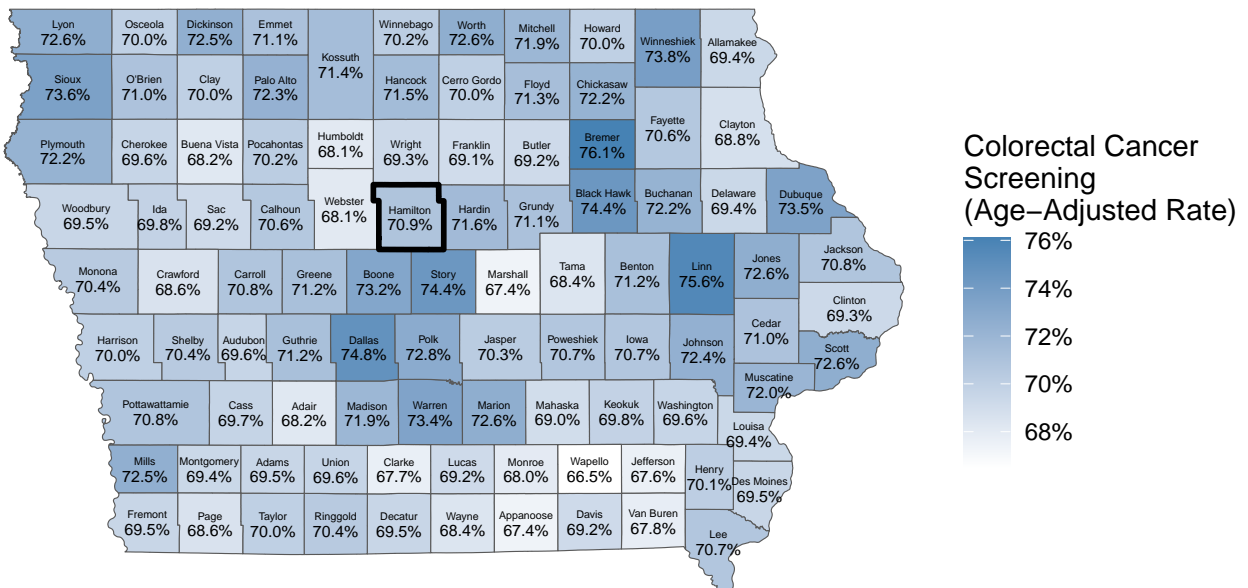 Lyon
72.6%
Osceola
70.0%
Dickinson
72.5%
Emmet
71.1%
Kossuth
71.4%
Winnebago
70.2%
Worth
72.6%
Mitchell
71.9%
Howard
70.0%
Winneshiek
73.8%
Allamakee
69.4%
Sioux
73.6%
O'Brien
71.0%
Clay
70.0%
Palo Alto
72.3%
Hancock
71.5%
Cerro Gordo
70.0%
Floyd
71.3%
Chickasaw
72.2%
Fayette
70.6%
Clayton
68.8%
Plymouth
72.2%
Cherokee
69.6%
Buena Vista
68.2%
Pocahontas
70.2%
Humboldt
68.1%
Wright
69.3%
Franklin
69.1%
Butler
69.2%
Bremer
76.1%
Woodbury
69.5%
Ida
69.8%
Sac
69.2%
Calhoun
70.6%
Webster
68.1%
Hamilton
70.9%
Hardin
71.6%
Grundy
71.1%
Black Hawk
74.4%
Buchanan
72.2%
Delaware
69.4%
Dubuque
73.5%
Monona
70.4%
Crawford
68.6%
Carroll
70.8%
Greene
71.2%
Boone
73.2%
Story
74.4%
Marshall
67.4%
Tama
68.4%
Benton
71.2%
Linn
75.6%
Jones
72.6%
Jackson
70.8%
Clinton
69.3%
Harrison
70.0%
Shelby
70.4%
Audubon
69.6%
Guthrie
71.2%
Dallas
74.8%
Polk
72.8%
Jasper
70.3%
Poweshiek
70.7%
Iowa
70.7%
Johnson
72.4%
Cedar
71.0%
Scott
72.6%
Muscatine
72.0%
Pottawattamie
70.8%
Cass
69.7%
Adair
68.2%
Madison
71.9%
Warren
73.4%
Marion
72.6%
Mahaska
69.0%
Keokuk
69.8%
Washington
69.6%
Louisa
69.4%
Mills
72.5%
Montgomery
69.4%
Adams
69.5%
Union
69.6%
Clarke
67.7%
Lucas
69.2%
Monroe
68.0%
Wapello
66.5%
Jefferson
67.6%
Henry
70.1%
Des Moines
69.5%
Fremont
69.5%
Page
68.6%
Taylor
70.0%
Ringgold
70.4%
Decatur
69.5%
Wayne
68.4%
Appanoose
67.4%
Davis
69.2%
Van Buren
67.8%
Lee
70.7%
Colorectal Cancer
Screening
(Age−Adjusted Rate)
76%
74%
72%
70%
68%